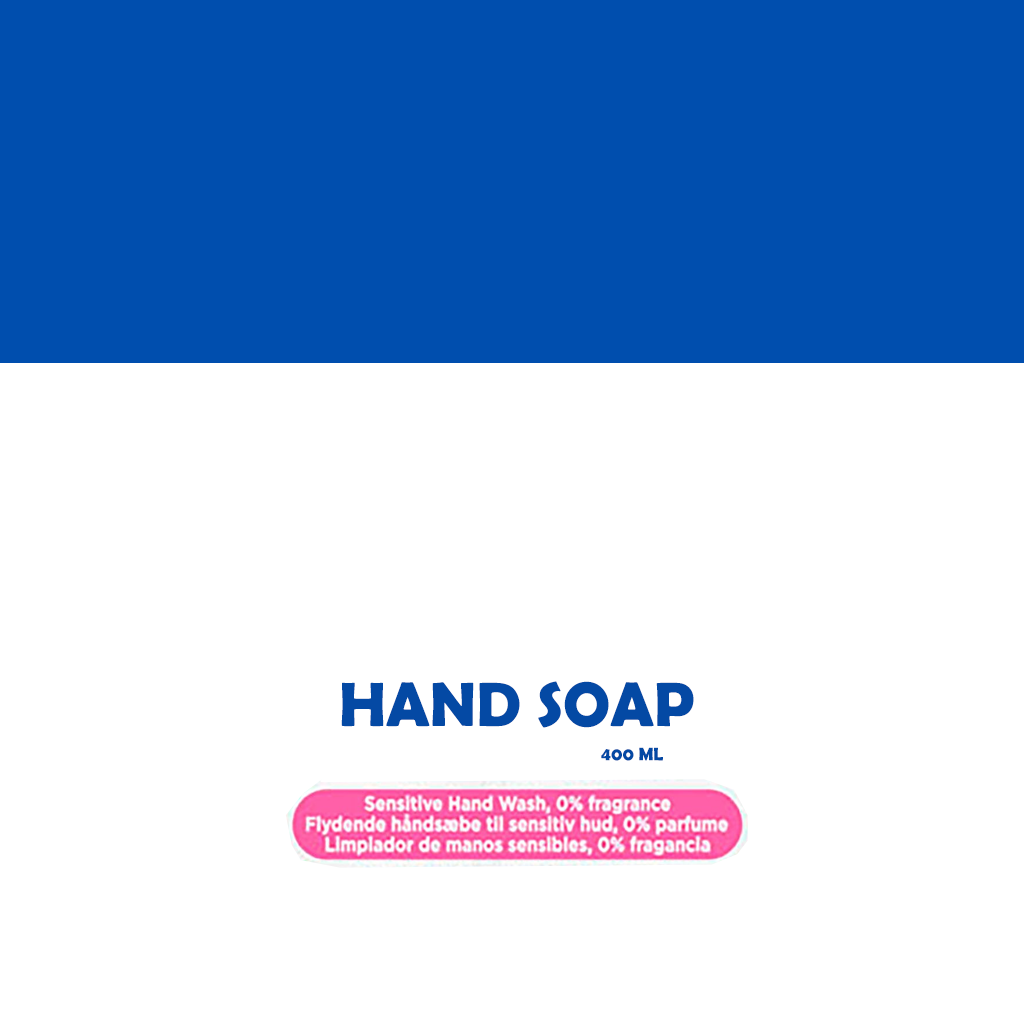 HAND SOAP
400 ML
Sensitive Hand Wash, 0% fragrance
Flydende håndsæbe til sensitiv hud, 0% parfume
Limpiador de manos sensibles, 0% fragancia